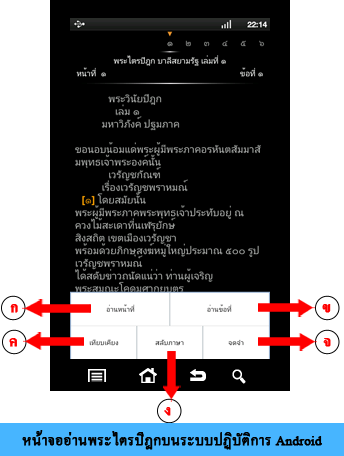 22:14
๑ ๒ ๓ ๔ ๕ ๖
พระไตรปิฎก บาลีสยามรัฐ เล่มที่ ๑
หน้าที่ ๑ ข้อที่ ๑
พระวินัยปิฎก
เล่ม ๑
มหาวิภังค์ ปฐมภาค
ขอนอบน้อมแด่พระผู้มีพระภาคอรหันตสัมมาสั
มพุทธเจ้าพระองค์นั้น
เวรัญชภัณฑ์
เรื่องเวรัญชพราหมณ์
[๑] โดยสมัยนั้น
พระผู้มีพระภาคพระพุทธเจ้าประทับอยู่ ณ
ควงไม้สะเดาที่นเฬรุยักษ์
สิงสถิต เขตเมืองเวรัญชา
พร้อมด้วยภิกษุสงฆ์หมู่ใหญ่ประมาณ ๕๐๐ รูป
เวรัญชพราหมณ์
ได้สดับข่าวถนัดแน่ว่า ท่านผู้เจริญ
พระสมณะโคดมศากยบุตร
ก อ่านหน้าที่ อ่านข้อที่ ข
ค เทียบเคียง สลับภาษา จดจำ จ
ง
หน้าจออ่านพระไตรปิฎกบนระบบปฏิบัติการ Android